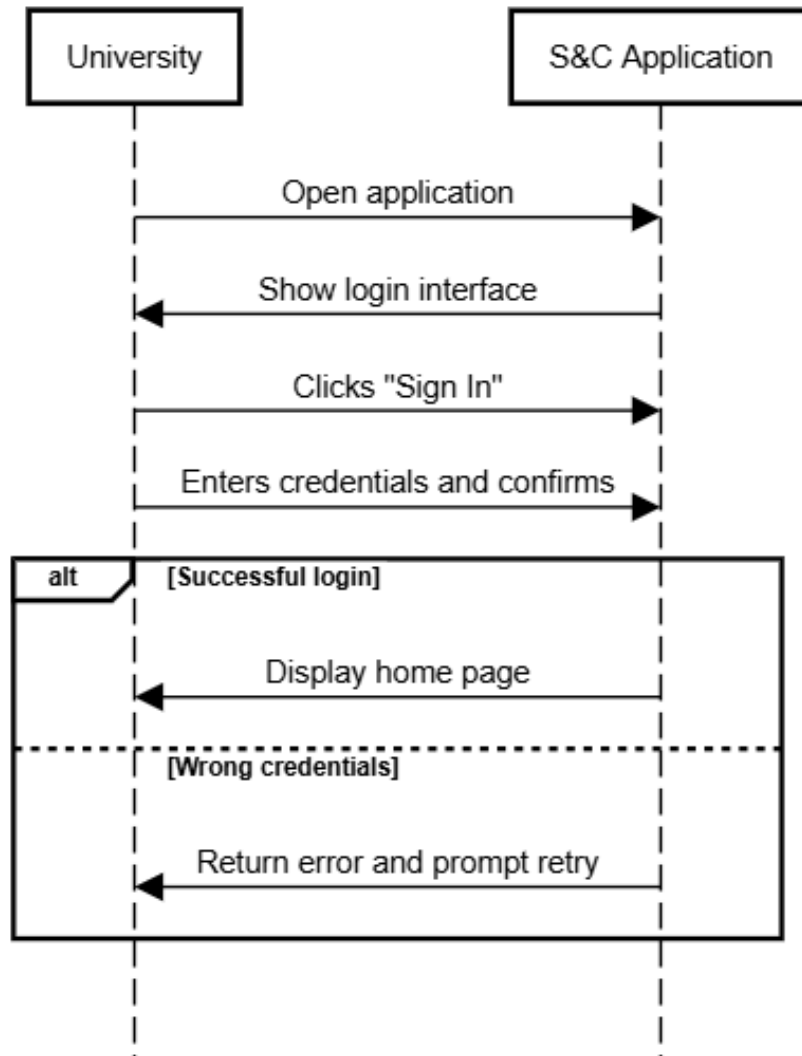 University
S&C Application
Open application
Show login interface
Clicks "Sign In"
Enters credentials and confirms
alt
[Successful login]
Display home page
[Wrong credentials]
Return error and prompt retry